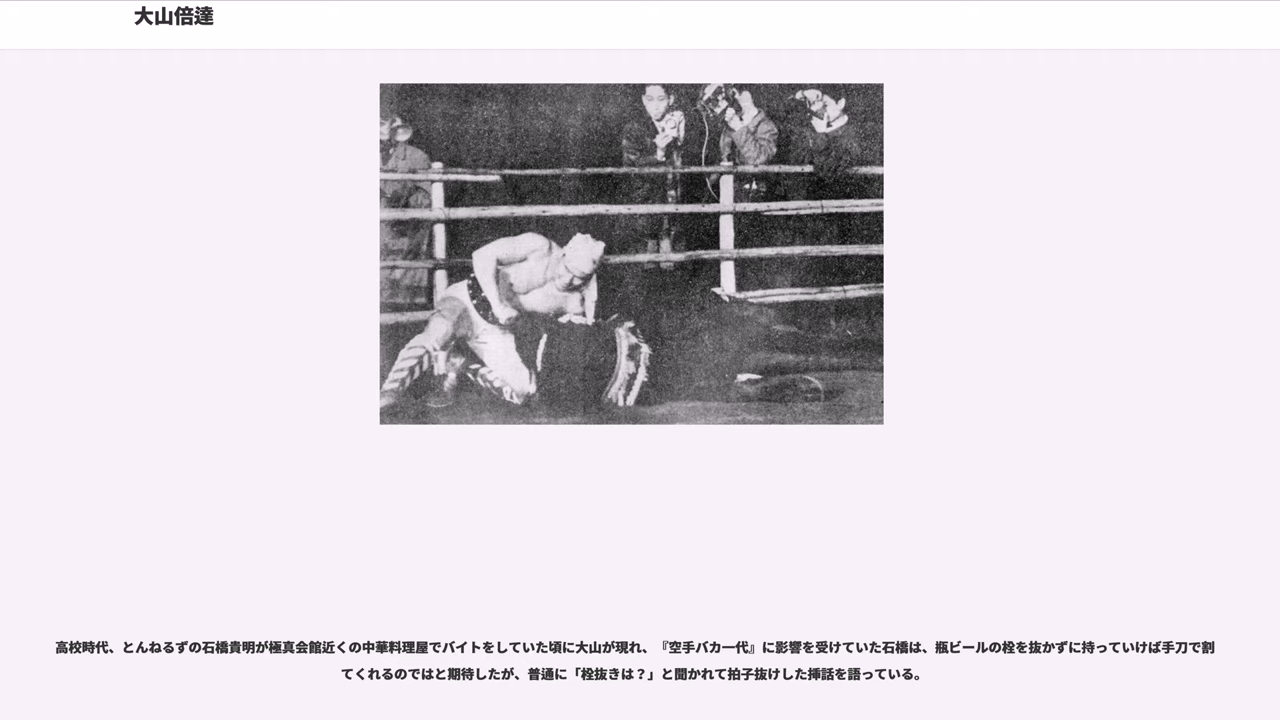 大山倍達
高校時代、とんねるずの石橋貴明が極真会館近くの中華料理屋でバイトをしていた頃に大山が現れ、『空手バカ一代』に影響を受けていた石橋は、瓶ビールの栓を抜かずに持っていけば手刀で割
てくれるのではと期待したが、普通に「栓抜きは？」と聞かれて拍子抜けした挿話を語っている。